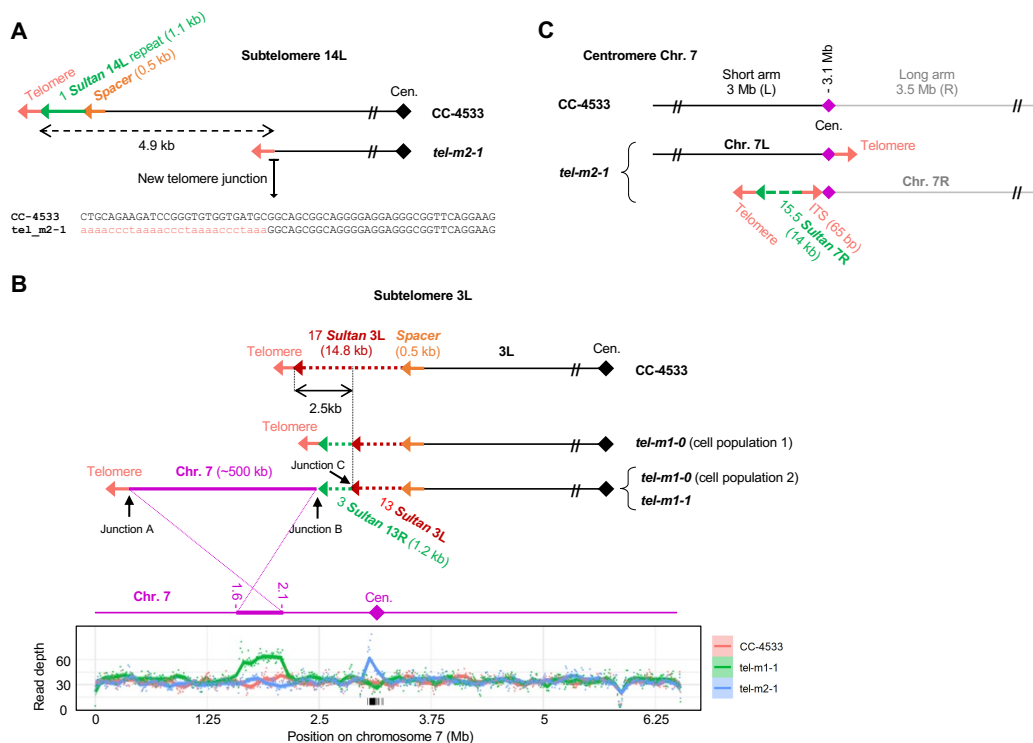 A
Subtelomere 14L
Telomere
1 Sultan 14L repeat (1.1 kb)
Spacer (0.5 kb)
Cen.
CC-4533
4.9 kb
tel-m2-1
New telomere junction
CC-4533 CTGCAGAAGATCCGGGTGTGGTGATGCGGCAGCGGCAGGGGAGGAGGGCGGTTCAGGAAG
tel_m2-1 aaaaccctaaaaccctaaaaccctaaaGGCAGCGGCAGGGGAGGAGGGCGGTTCAGGAAG
C
Centromere Chr. 7
3.1 Mb
Short arm
3 Mb (L)
Long arm
3.5 Mb (R)
CC-4533
Cen.
Chr. 7L
Telomere
tel-m2-1
Chr. 7R
Telomere
15.5 Sultan 7R
(14 kb)
ITS (65 bp)
B
Subtelomere 3L
17 Sultan 3L
(14.8 kb)
Spacer
(0.5 kb)
Telomere
3L
Cen.
CC-4533
2.5kb
Telomere
tel-m1-0 (cell population 1)
Junction C
Telomere
Chr. 7 (~500 kb)
tel-m1-0 (cell population 2)
tel-m1-1
Junction A
Junction B
3 Sultan 13R (1.2 kb)
13 Sultan 3L
1.6
2.1
Chr. 7
Cen.
Read depth
60
30
0
CC-4533
tel-m1-1
tel-m2-1
0 1.25 2.5 3.75 5 6.25
Position on chromosome 7 (Mb)